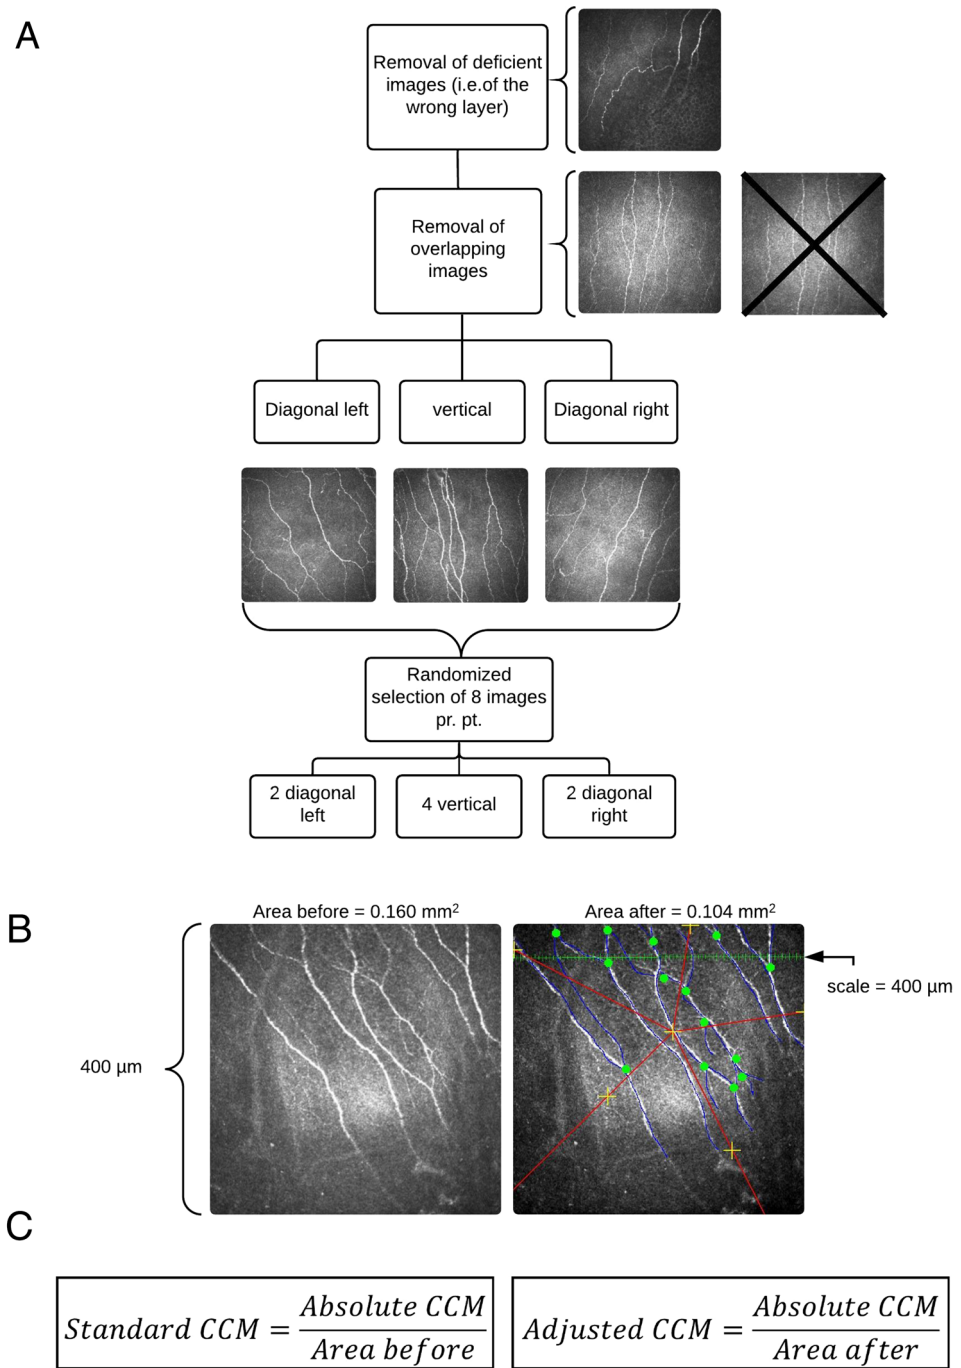 A
Removal of deficient
images (i.e.of the
wrong layer)
Removal of
overlapping
images
Diagonal left
vertical
Diagonal right
Randomized
selection of 8 images
pr. pt.
2 diagonal
left
4 vertical
2 diagonal
right
B
Area before = 0.160 mm²
Area after = 0.104 mm²
400 µm
scale = 400 µm
C
Standard CCM = Absolute CCM / Area before
Adjusted CCM = Absolute CCM / Area after